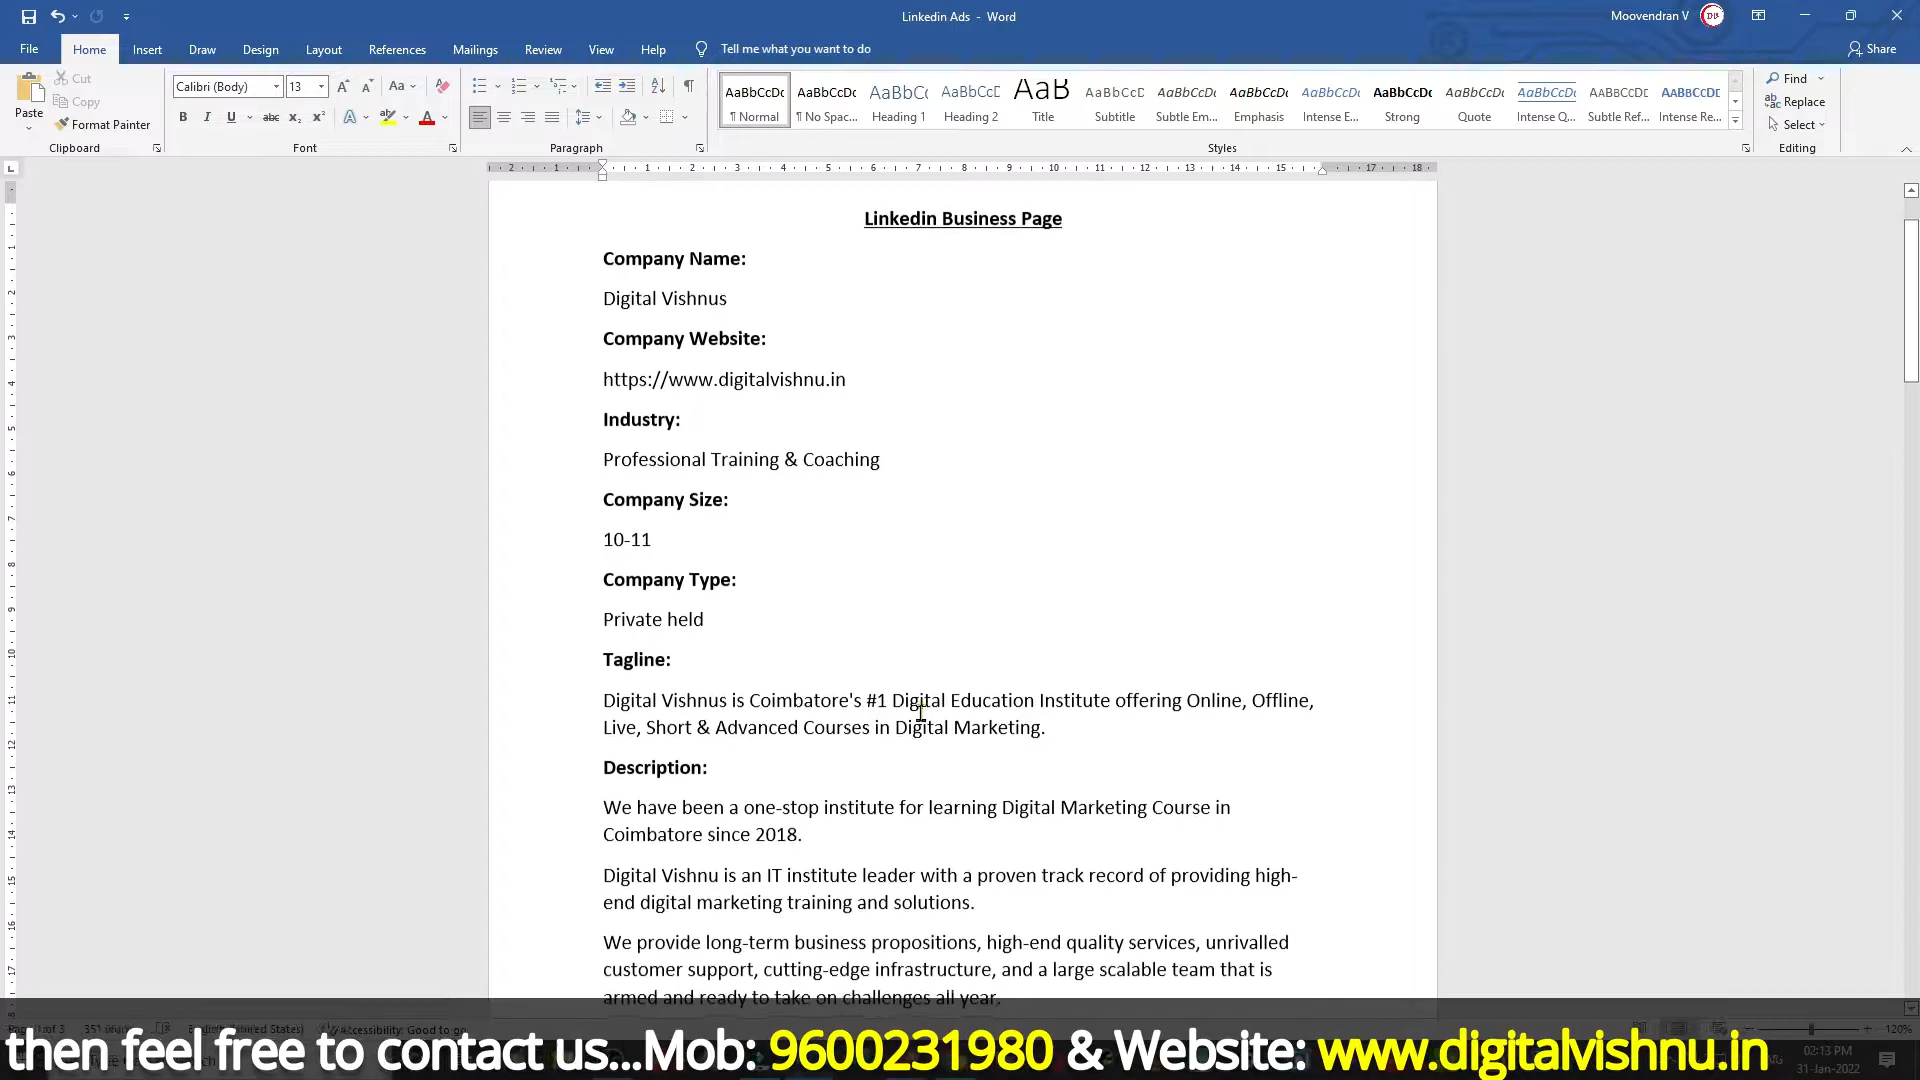 Linkedin Ads - Word
Moovendran V
File Home Insert Draw Design Layout References Mailings Review View Help Tell me what you want to do Share
Paste Cut Copy Format Painter
Calibri (Body) 13
AaBbCcDc ¶ Normal
AaBbCcDc ¶ No Spac...
AaBbC Heading 1
AaBbCcC Heading 2
AaB Title
AaBbCcD Subtitle
AaBbCcDc Subtle Em...
AaBbCcDc Emphasis
AaBbCcDc Intense E...
AaBbCcDc Strong
AaBbCcDc Quote
AaBbCcDc Intense Q...
AABBCCDE Subtle Ref...
AABBCCDE Intense Re...
Find
Replace
Select
Clipboard Font Paragraph Styles Editing
Linkedin Business Page
Company Name:
Digital Vishnus
Company Website:
https://www.digitalvishnu.in
Industry:
Professional Training & Coaching
Company Size:
10-11
Company Type:
Private held
Tagline:
Digital Vishnus is Coimbatore's #1 Digital Education Institute offering Online, Offline,
Live, Short & Advanced Courses in Digital Marketing.
Description:
We have been a one-stop institute for learning Digital Marketing Course in
Coimbatore since 2018.
Digital Vishnu is an IT institute leader with a proven track record of providing high-
end digital marketing training and solutions.
We provide long-term business propositions, high-end quality services, unrivalled
customer support, cutting-edge infrastructure, and a large scalable team that is
armed and ready to take on challenges all year.
120%
then feel free to contact us...Mob: 9600231980 & Website: www.digitalvishnu.in
02:13 PM
31-Jan-2022